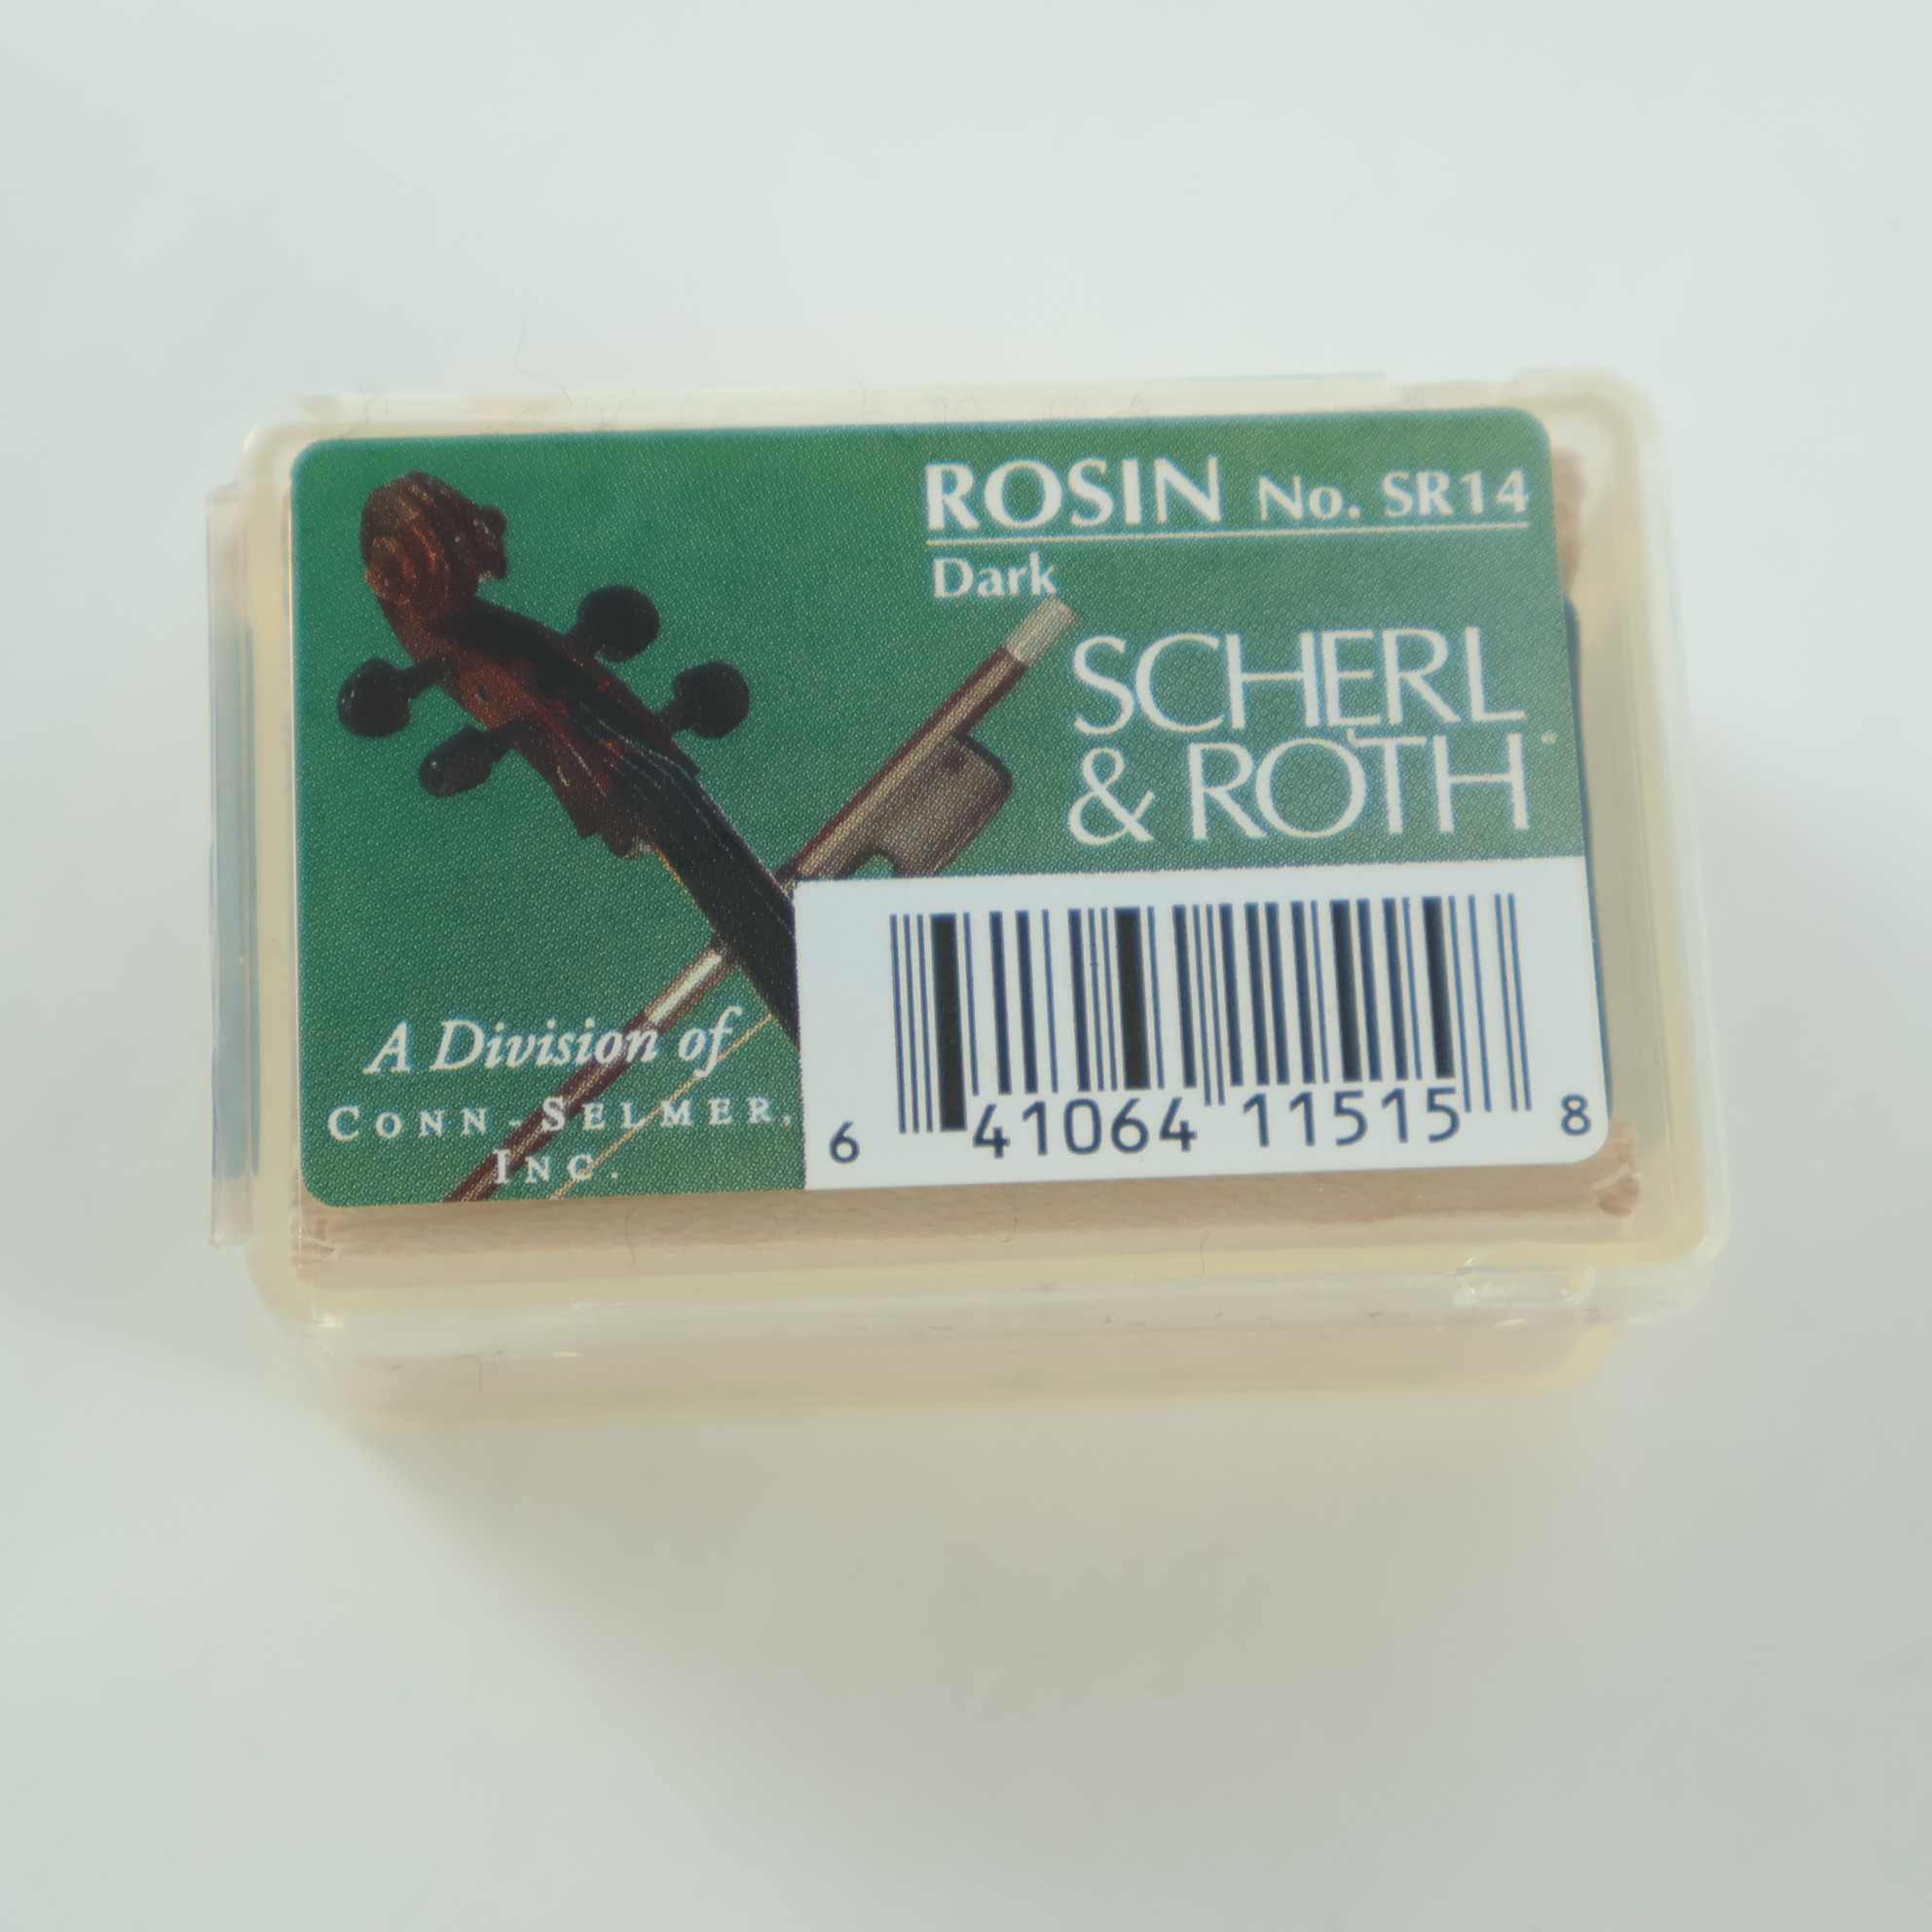 ROSIN No. SR14
Dark
SCHERL
& ROTH
A Division of
CONN-SELMER,
INC.
6 41064 11515 8